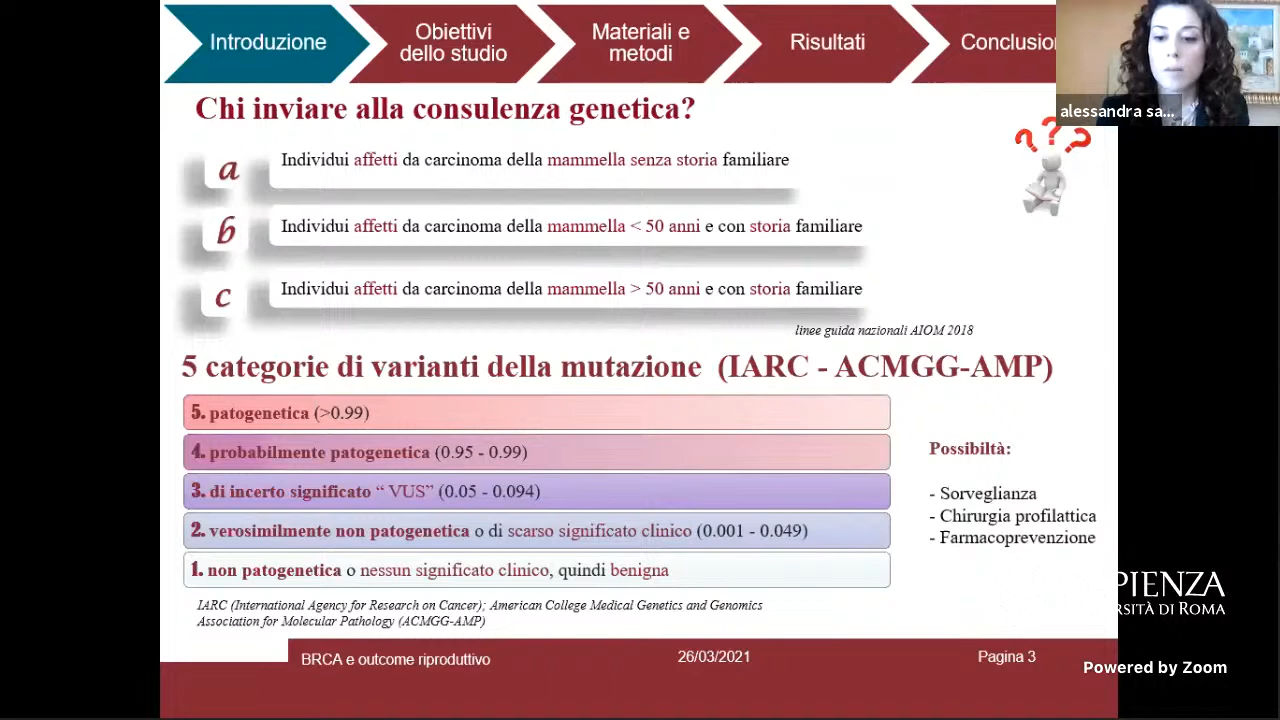 Introduzione
Obiettivi
dello studio
Materiali e
metodi
Risultati
Conclusion
alessandra sa...
Chi inviare alla consulenza genetica?
???
a
Individui affetti da carcinoma della mammella senza storia familiare
b
Individui affetti da carcinoma della mammella < 50 anni e con storia familiare
c
Individui affetti da carcinoma della mammella > 50 anni e con storia familiare
linee guida nazionali AIOM 2018
5 categorie di varianti della mutazione (IARC - ACMGG-AMP)
5. patogenetica (>0.99)
4. probabilmente patogenetica (0.95 - 0.99)
3. di incerto significato “ VUS” (0.05 - 0.094)
2. verosimilmente non patogenetica o di scarso significato clinico (0.001 - 0.049)
1. non patogenetica o nessun significato clinico, quindi benigna
Possibiltà:
- Sorveglianza
- Chirurgia profilattica
- Farmacoprevenzione
IARC (International Agency for Research on Cancer); American College Medical Genetics and Genomics
Association for Molecular Pathology (ACMGG-AMP)
PIENZA
RSITÀ DI ROMA
BRCA e outcome riproduttivo
26/03/2021
Pagina 3
Powered by Zoom